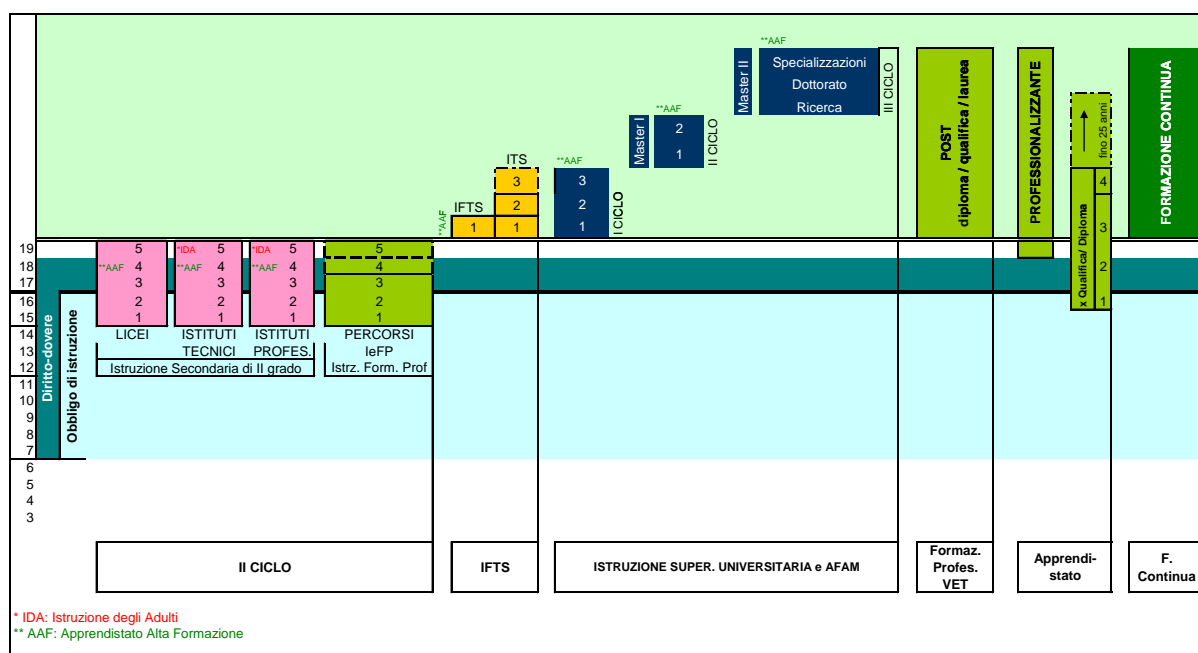 **AAF
Master II
Specializzazioni
Dottorato
Ricerca
III CICLO
**AAF
Master I
2
1
II CICLO
**AAF
3
2
1
I CICLO
ITS
3
2
1
IFTS
1
**AAF
POST
diploma / qualifica / laurea
PROFESSIONALIZZANTE
fino 25 anni
x Qualifica/ Diploma
4
3
2
1
FORMAZIONE CONTINUA
19 5 *IDA 5 *IDA 5 5
18 **AAF 4 **AAF 4 **AAF 4 4
17 3 3 3 3
16 2 2 2 2
15 1 1 1 1
14 LICEI ISTITUTI ISTITUTI PERCORSI
13 TECNICI PROFES. IeFP
12 Istruzione Secondaria di II grado Istrz. Form. Prof
11
10
9
8
7
6
5
4
3
Diritto-dovere
Obbligo di istruzione
II CICLO
IFTS
ISTRUZIONE SUPER. UNIVERSITARIA e AFAM
Formaz.
Profes.
VET
Apprendi-
stato
F.
Continua
* IDA: Istruzione degli Adulti
** AAF: Apprendistato Alta Formazione